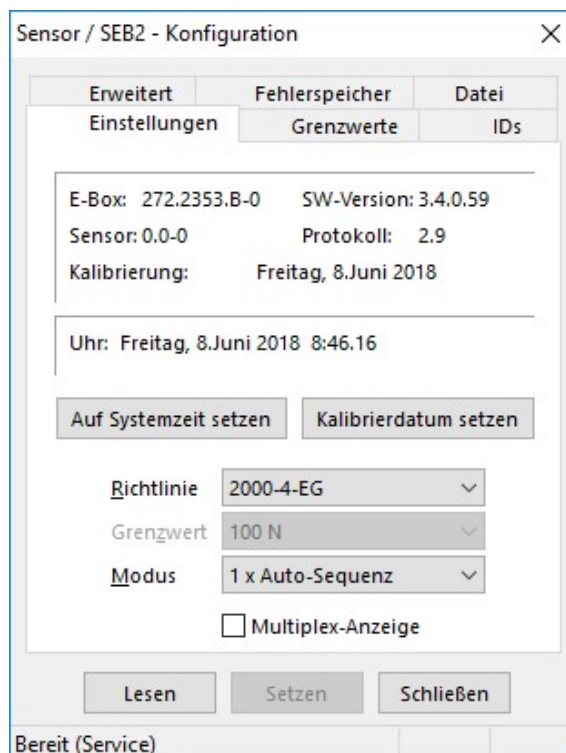 Sensor / SEB2 - Konfiguration
Erweitert Fehlerspeicher Datei
Einstellungen Grenzwerte IDs
E-Box: 272.2353.B-0 SW-Version: 3.4.0.59
Sensor: 0.0-0 Protokoll: 2.9
Kalibrierung: Freitag, 8.Juni 2018
Uhr: Freitag, 8.Juni 2018 8:46.16
Auf Systemzeit setzen Kalibrierdatum setzen
Richtlinie 2000-4-EG
Grenzwert 100 N
Modus 1 x Auto-Sequenz
Multiplex-Anzeige
Lesen Setzen Schließen
Bereit (Service)